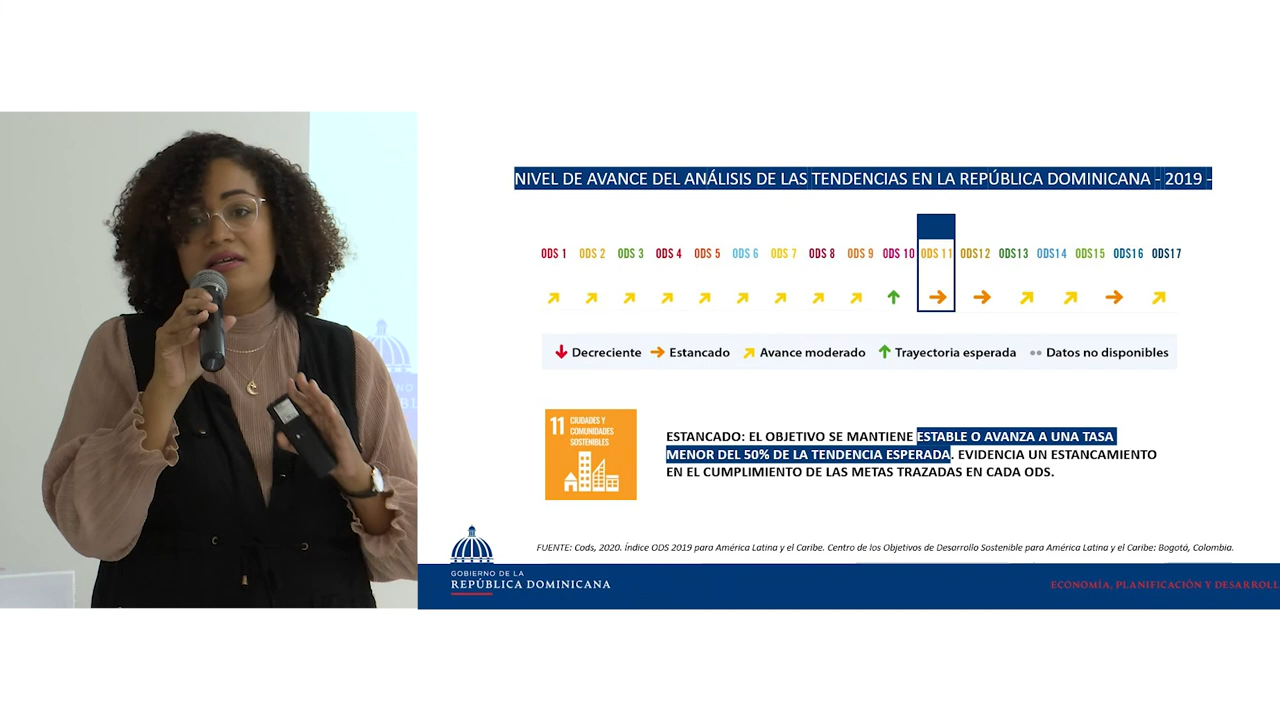 NIVEL DE AVANCE DEL ANÁLISIS DE LAS TENDENCIAS EN LA REPÚBLICA DOMINICANA - 2019 -
ODS 1 ODS 2 ODS 3 ODS 4 ODS 5 ODS 6 ODS 7 ODS 8 ODS 9 ODS 10 ODS 11 ODS12 ODS13 ODS14 ODS15 ODS16 ODS17
Decreciente Estancado Avance moderado Trayectoria esperada Datos no disponibles
11 CIUDADES Y
COMUNIDADES
SOSTENIBLES
ESTANCADO: EL OBJETIVO SE MANTIENE ESTABLE O AVANZA A UNA TASA
MENOR DEL 50% DE LA TENDENCIA ESPERADA. EVIDENCIA UN ESTANCAMIENTO
EN EL CUMPLIMIENTO DE LAS METAS TRAZADAS EN CADA ODS.
FUENTE: Cods, 2020. Índice ODS 2019 para América Latina y el Caribe. Centro de los Objetivos de Desarrollo Sostenible para América Latina y el Caribe: Bogotá, Colombia.
GOBIERNO DE LA
REPÚBLICA DOMINICANA
ECONOMÍA, PLANIFICACIÓN Y